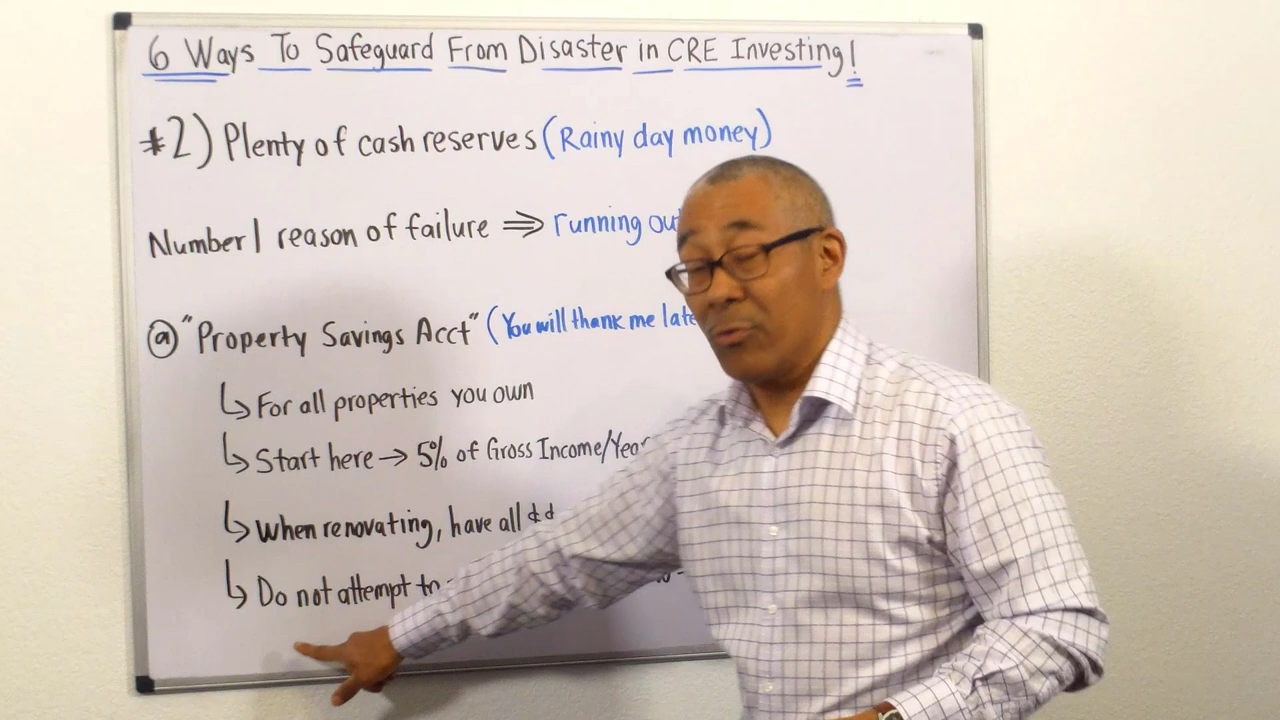 6 Ways To Safeguard From Disaster in CRE Investing!
#2) Plenty of cash reserves (Rainy day money)
Number 1 reason of failure ⇒ running out
@ "Property Savings Acct" (You will thank me late
↳ For all properties you own
↳ Start here → 5% of Gross Income/Year
↳ When renovating, have all
↳ Do not attempt to